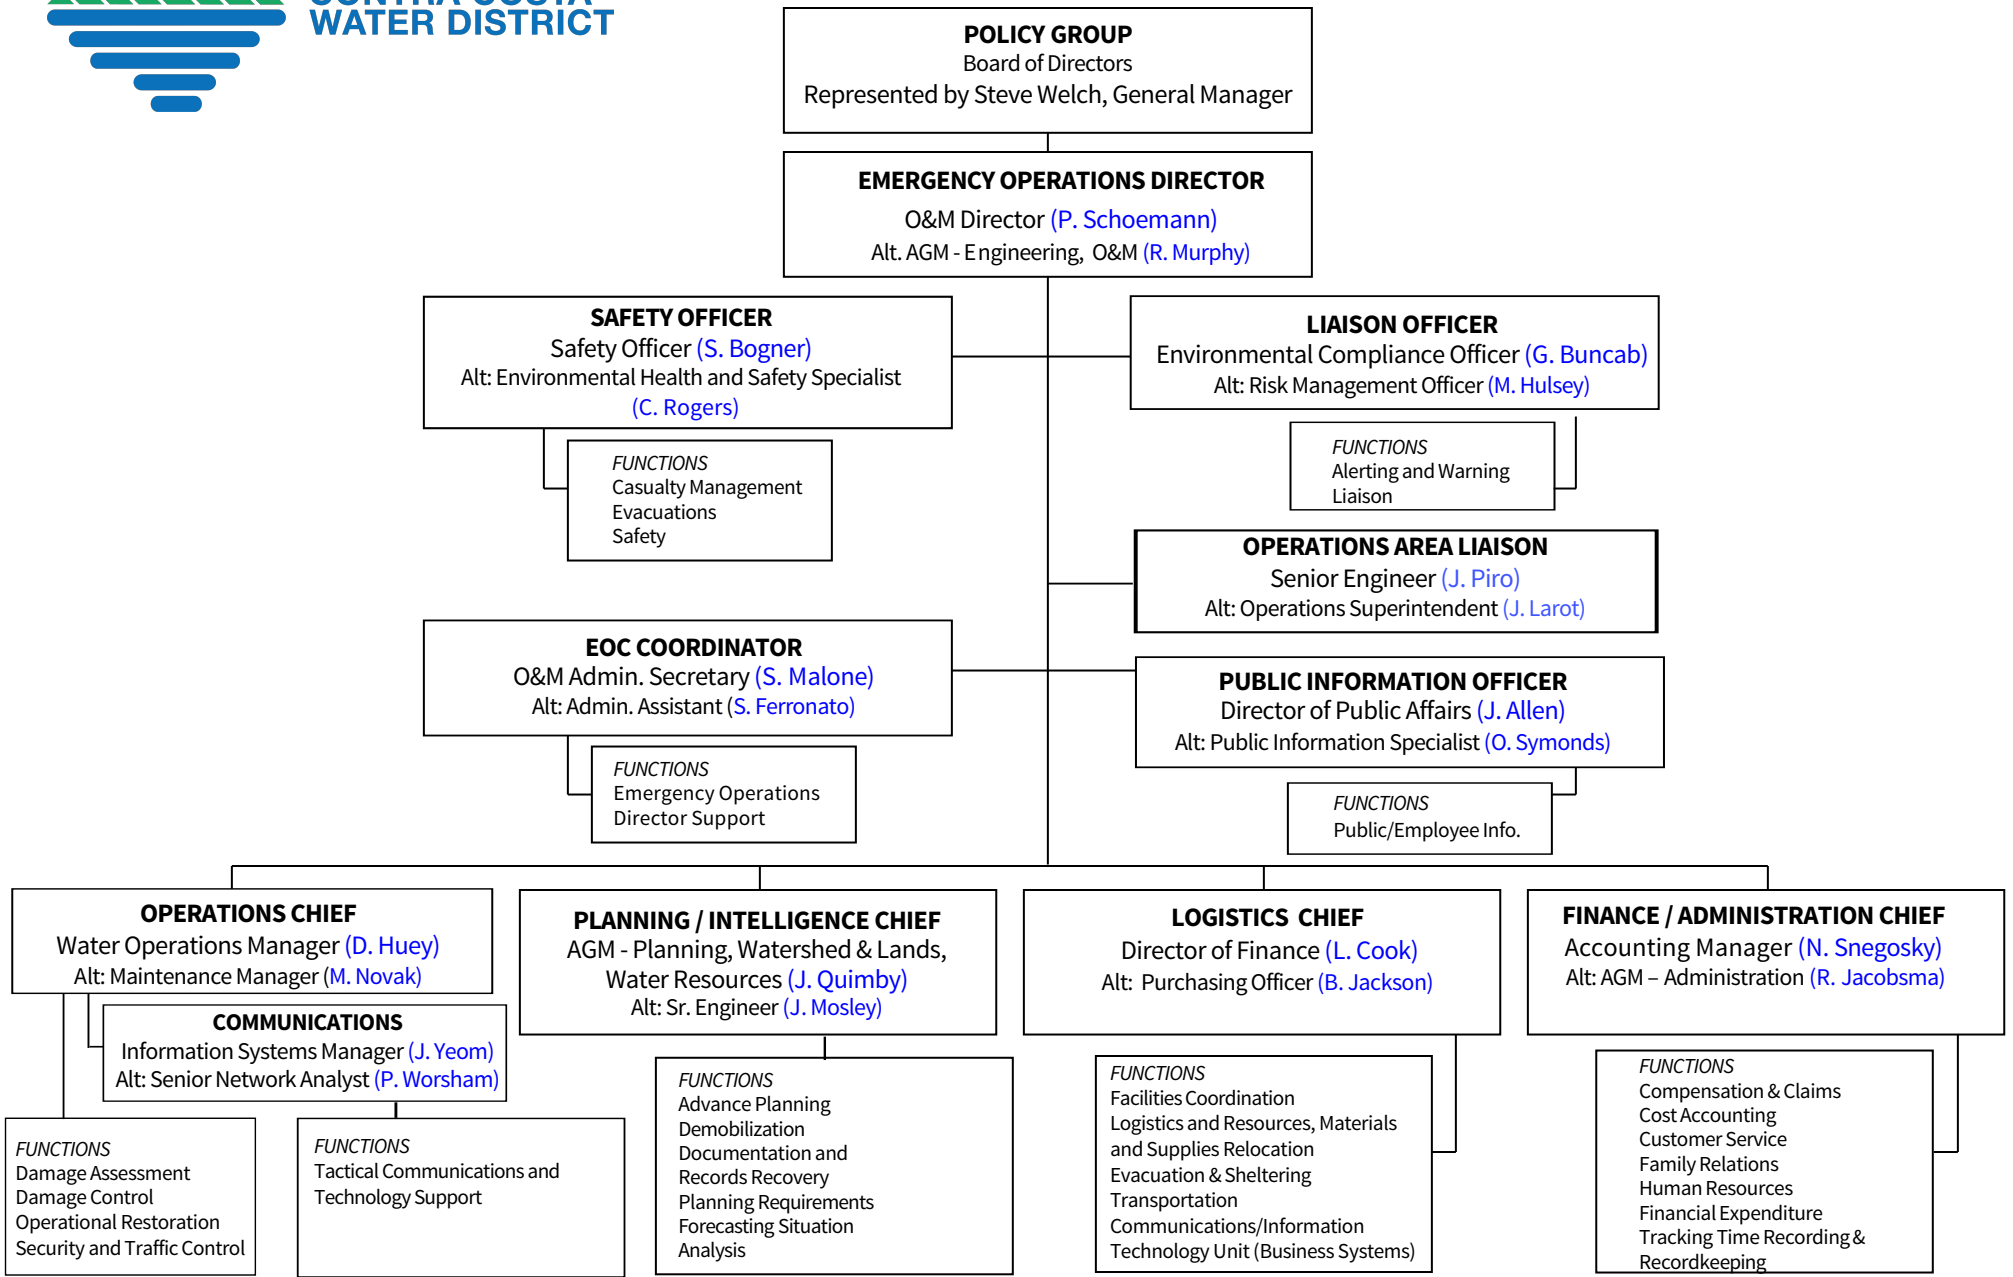 CONTRA COSTA
WATER DISTRICT
POLICY GROUP
Board of Directors
Represented by Steve Welch, General Manager
EMERGENCY OPERATIONS DIRECTOR
O&M Director (P. Schoemann)
Alt. AGM - Engineering, O&M (R. Murphy)
SAFETY OFFICER
Safety Officer (S. Bogner)
Alt: Environmental Health and Safety Specialist
(C. Rogers)
FUNCTIONS
Casualty Management
Evacuations
Safety
LIAISON OFFICER
Environmental Compliance Officer (G. Buncab)
Alt: Risk Management Officer (M. Hulsey)
FUNCTIONS
Alerting and Warning
Liaison
OPERATIONS AREA LIAISON
Senior Engineer (J. Piro)
Alt: Operations Superintendent (J. Larot)
EOC COORDINATOR
O&M Admin. Secretary (S. Malone)
Alt: Admin. Assistant (S. Ferronato)
FUNCTIONS
Emergency Operations
Director Support
PUBLIC INFORMATION OFFICER
Director of Public Affairs (J. Allen)
Alt: Public Information Specialist (O. Symonds)
FUNCTIONS
Public/Employee Info.
OPERATIONS CHIEF
Water Operations Manager (D. Huey)
Alt: Maintenance Manager (M. Novak)
COMMUNICATIONS
Information Systems Manager (J. Yeom)
Alt: Senior Network Analyst (P. Worsham)
FUNCTIONS
Damage Assessment
Damage Control
Operational Restoration
Security and Traffic Control
FUNCTIONS
Tactical Communications and
Technology Support
PLANNING / INTELLIGENCE CHIEF
AGM - Planning, Watershed & Lands,
Water Resources (J. Quimby)
Alt: Sr. Engineer (J. Mosley)
FUNCTIONS
Advance Planning
Demobilization
Documentation and
Records Recovery
Planning Requirements
Forecasting Situation
Analysis
LOGISTICS CHIEF
Director of Finance (L. Cook)
Alt: Purchasing Officer (B. Jackson)
FUNCTIONS
Facilities Coordination
Logistics and Resources, Materials
and Supplies Relocation
Evacuation & Sheltering
Transportation
Communications/Information
Technology Unit (Business Systems)
FINANCE / ADMINISTRATION CHIEF
Accounting Manager (N. Snegosky)
Alt: AGM – Administration (R. Jacobsma)
FUNCTIONS
Compensation & Claims
Cost Accounting
Customer Service
Family Relations
Human Resources
Financial Expenditure
Tracking Time Recording &
Recordkeeping